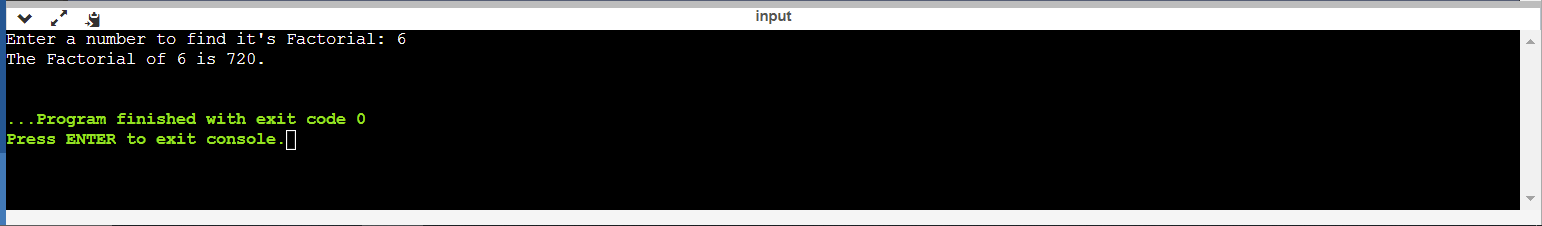 input
Enter a number to find it's Factorial: 6
The Factorial of 6 is 720.
...Program finished with exit code 0
Press ENTER to exit console.